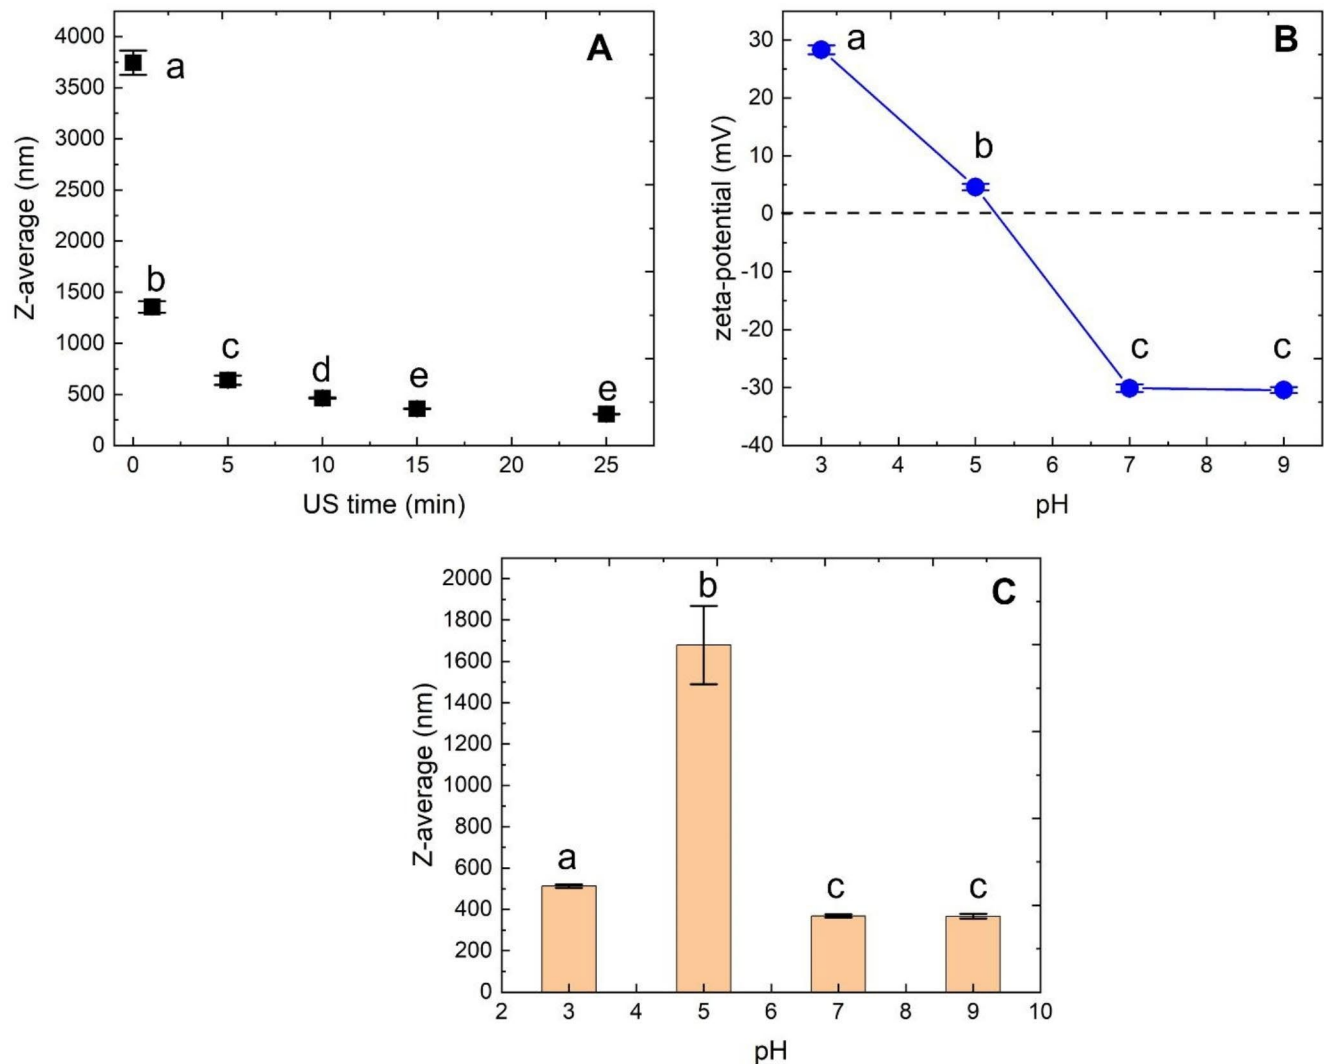 A
4000
3500
3000
2500
2000
1500
1000
500
0
Z-average (nm)
a
b
c
d
e
e
0 5 10 15 20 25
US time (min)
B
30
20
10
0
-10
-20
-30
-40
zeta-potential (mV)
a
b
c
c
3 4 5 6 7 8 9
pH
C
2000
1800
1600
1400
1200
1000
800
600
400
200
0
Z-average (nm)
a
b
c
c
2 3 4 5 6 7 8 9 10
pH